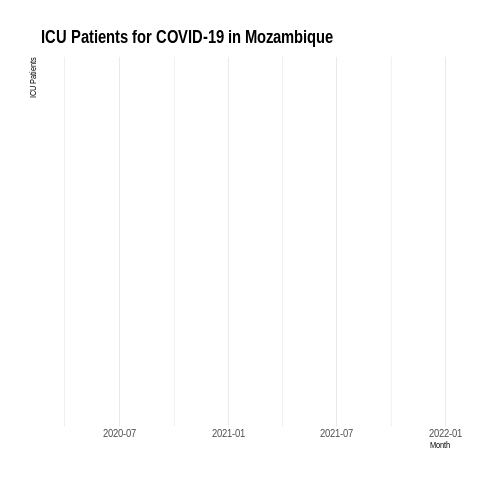 ICU Patients for COVID-19 in Mozambique
ICU Patients
2020-07 2021-01 2021-07 2022-01
Month